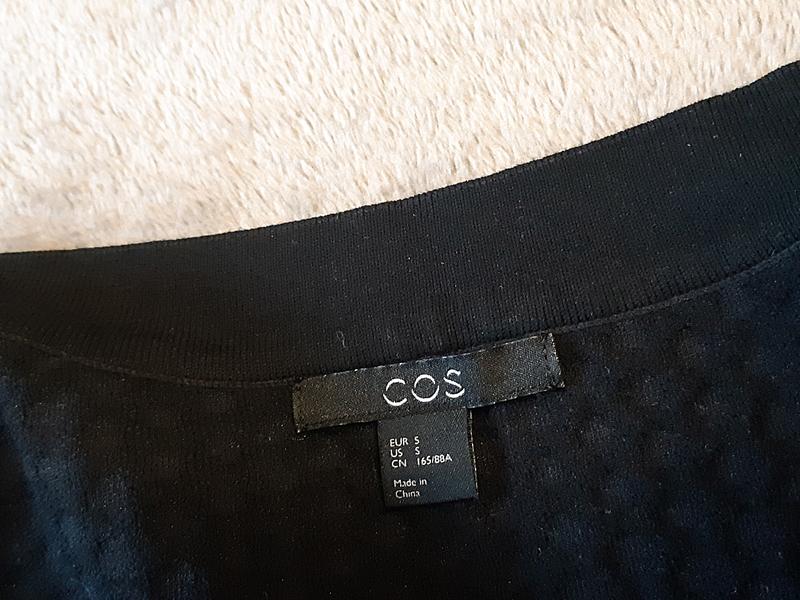 COS
EUR S
US S
CN 165/88A
Made in
China